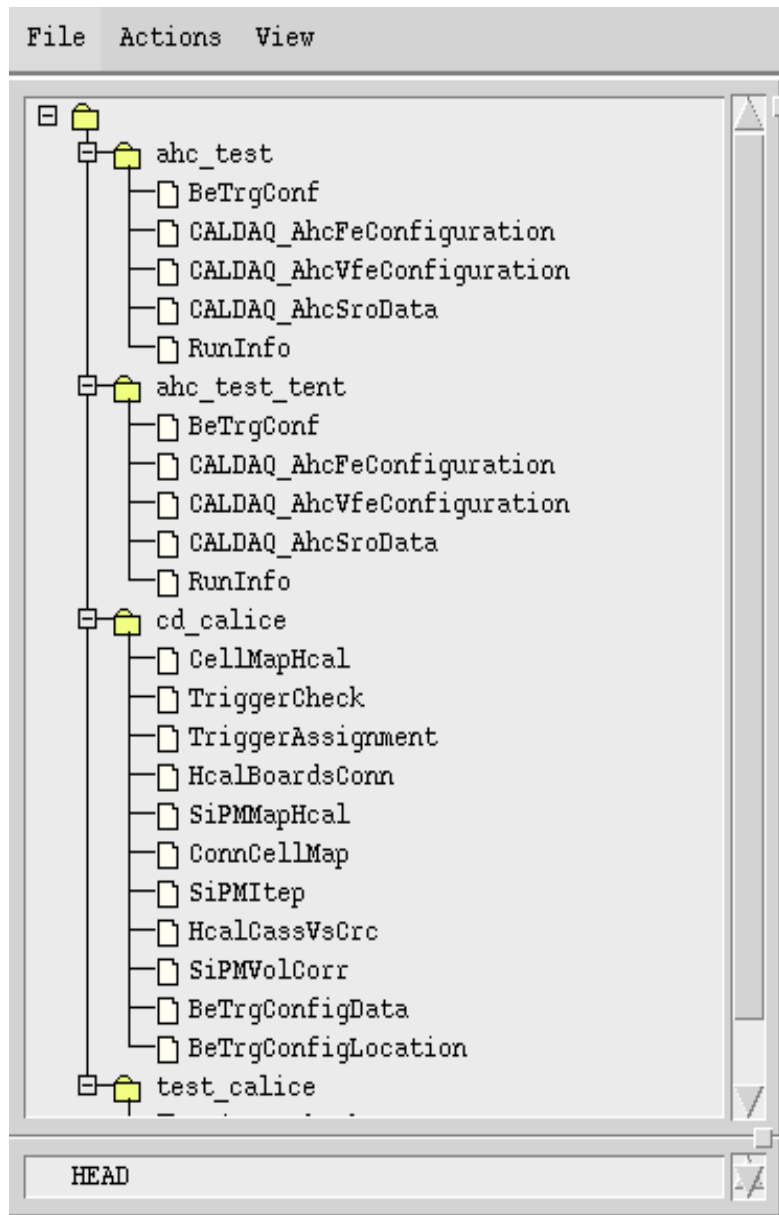 File Actions View
ahc_test
BeTrgConf
CALDAQ_AhcFeConfiguration
CALDAQ_AhcVfeConfiguration
CALDAQ_AhcSroData
RunInfo
ahc_test_tent
BeTrgConf
CALDAQ_AhcFeConfiguration
CALDAQ_AhcVfeConfiguration
CALDAQ_AhcSroData
RunInfo
cd_calice
CellMapHcal
TriggerCheck
TriggerAssignment
HcalBoardsConn
SiPMMapHcal
ConnCellMap
SiPMItep
HcalCassVsCrc
SiPMVolCorr
BeTrgConfigData
BeTrgConfigLocation
test_calice
HEAD